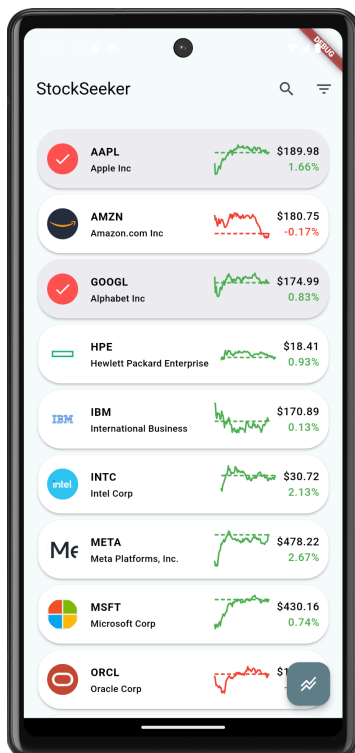 DEBUG
StockSeeker
AAPL
Apple Inc
$189.98
1.66%
AMZN
Amazon.com Inc
$180.75
-0.17%
GOOGL
Alphabet Inc
$174.99
0.83%
HPE
Hewlett Packard Enterprise
$18.41
0.93%
IBM
IBM
International Business
$170.89
0.13%
intel
INTC
Intel Corp
$30.72
2.13%
Me
META
Meta Platforms, Inc.
$478.22
2.67%
MSFT
Microsoft Corp
$430.16
0.74%
ORCL
Oracle Corp